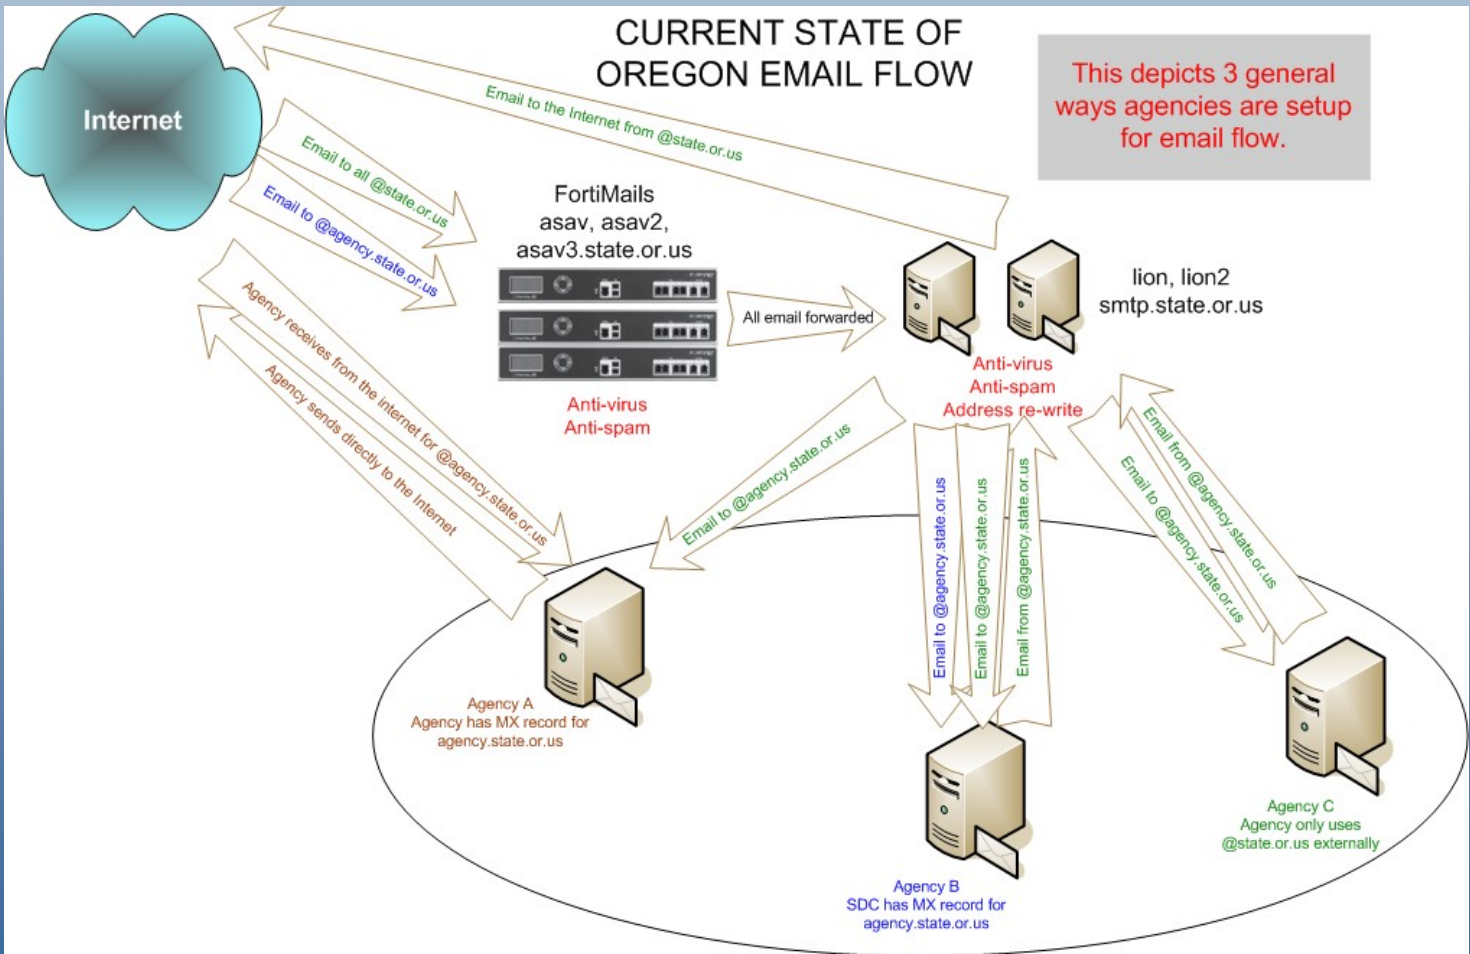 CURRENT STATE OF
OREGON EMAIL FLOW
This depicts 3 general
ways agencies are setup
for email flow.
Internet
Email to the Internet from @state.or.us
Email to all @state.or.us
Email to @agency.state.or.us
FortiMails
asav, asav2,
asav3.state.or.us
Anti-virus
Anti-spam
All email forwarded
lion, lion2
smtp.state.or.us
Anti-virus
Anti-spam
Address re-write
Agency receives from the internet for @agency.state.or.us
Agency sends directly to the Internet
Email to @agency.state.or.us
Email to @agency.state.or.us
Email to @agency.state.or.us
Email from @agency.state.or.us
Email to @agency.state.or.us
Email from @agency.state.or.us
Agency A
Agency has MX record for
agency.state.or.us
Agency B
SDC has MX record for
agency.state.or.us
Agency C
Agency only uses
@state.or.us externally